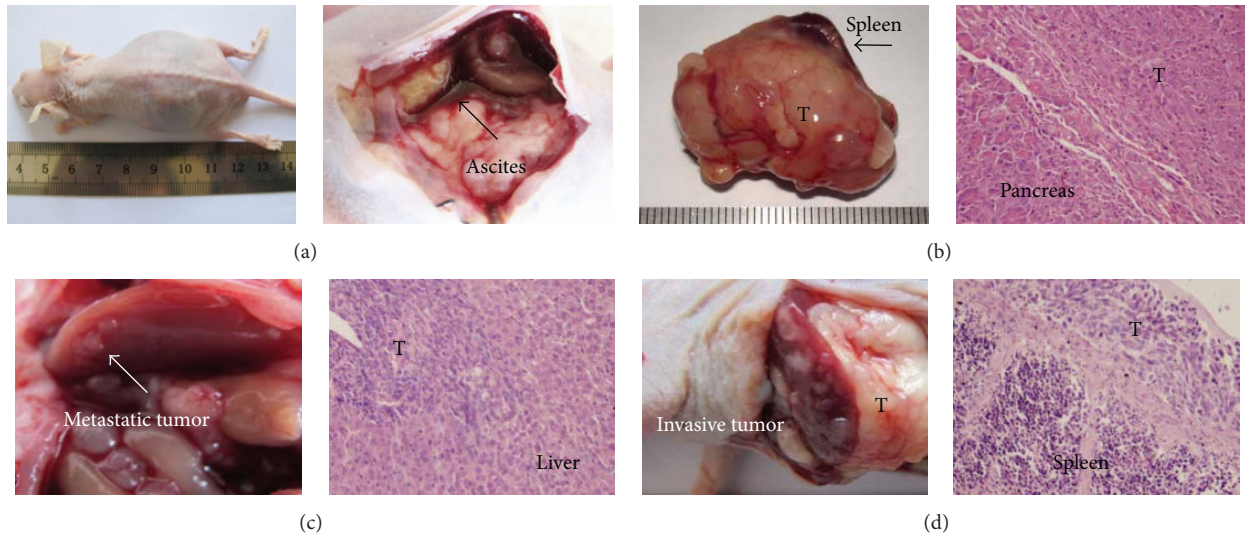 4 5 6 7 8 9 10 11 12 13 14
Ascites
(a)
Spleen
T
T
Pancreas
(b)
Metastatic tumor
T
Liver
(c)
Invasive tumor
T
T
Spleen
(d)